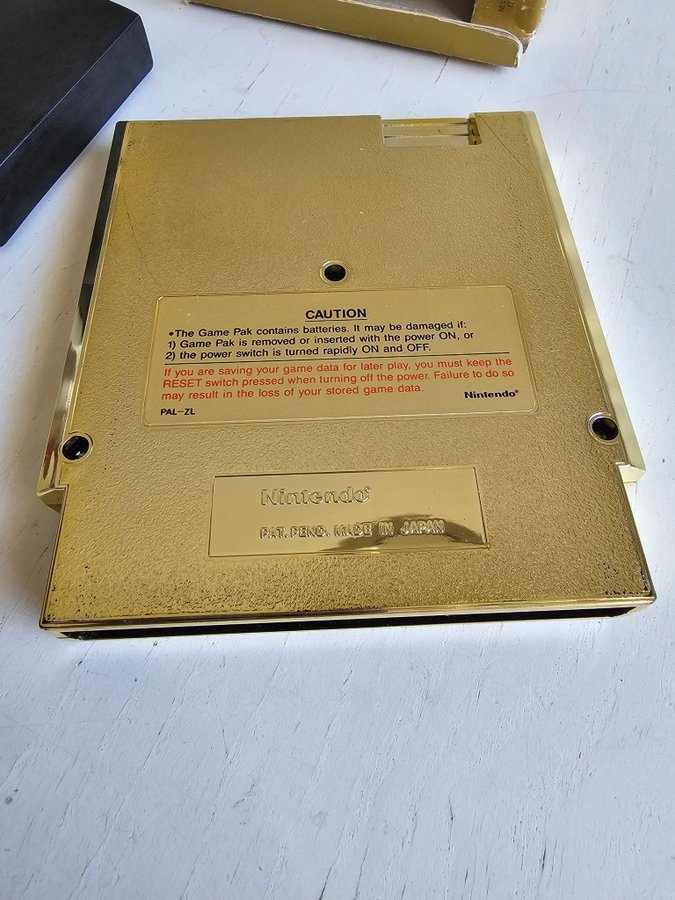 CAUTION
•The Game Pak contains batteries. It may be damaged if:
1) Game Pak is removed or inserted with the power ON, or
2) the power switch is turned rapidly ON and OFF.
If you are saving your game data for later play, you must keep the
RESET switch pressed when turning off the power. Failure to do so
may result in the loss of your stored game data.
Nintendo®
PAL-ZL
Nintendo®
PAT. PEND. MADE IN JAPAN